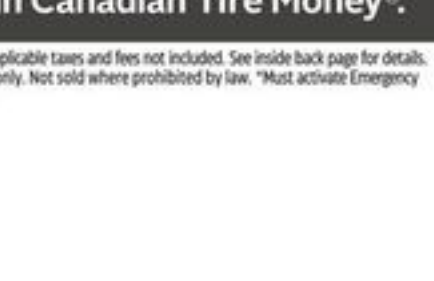 in Canadian Tire Money®.
plicable taxes and fees not included. See inside back page for details.
only. Not sold where prohibited by law. *Must activate Emergency